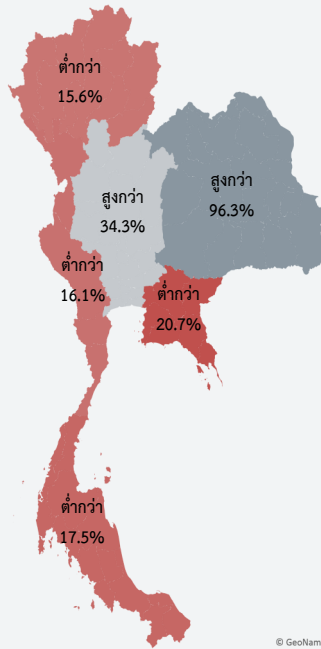 ต่ำกว่า
15.6%
สูงกว่า
96.3%
สูงกว่า
34.3%
ต่ำกว่า
16.1%
ต่ำกว่า
20.7%
ต่ำกว่า
17.5%
© GeoNam